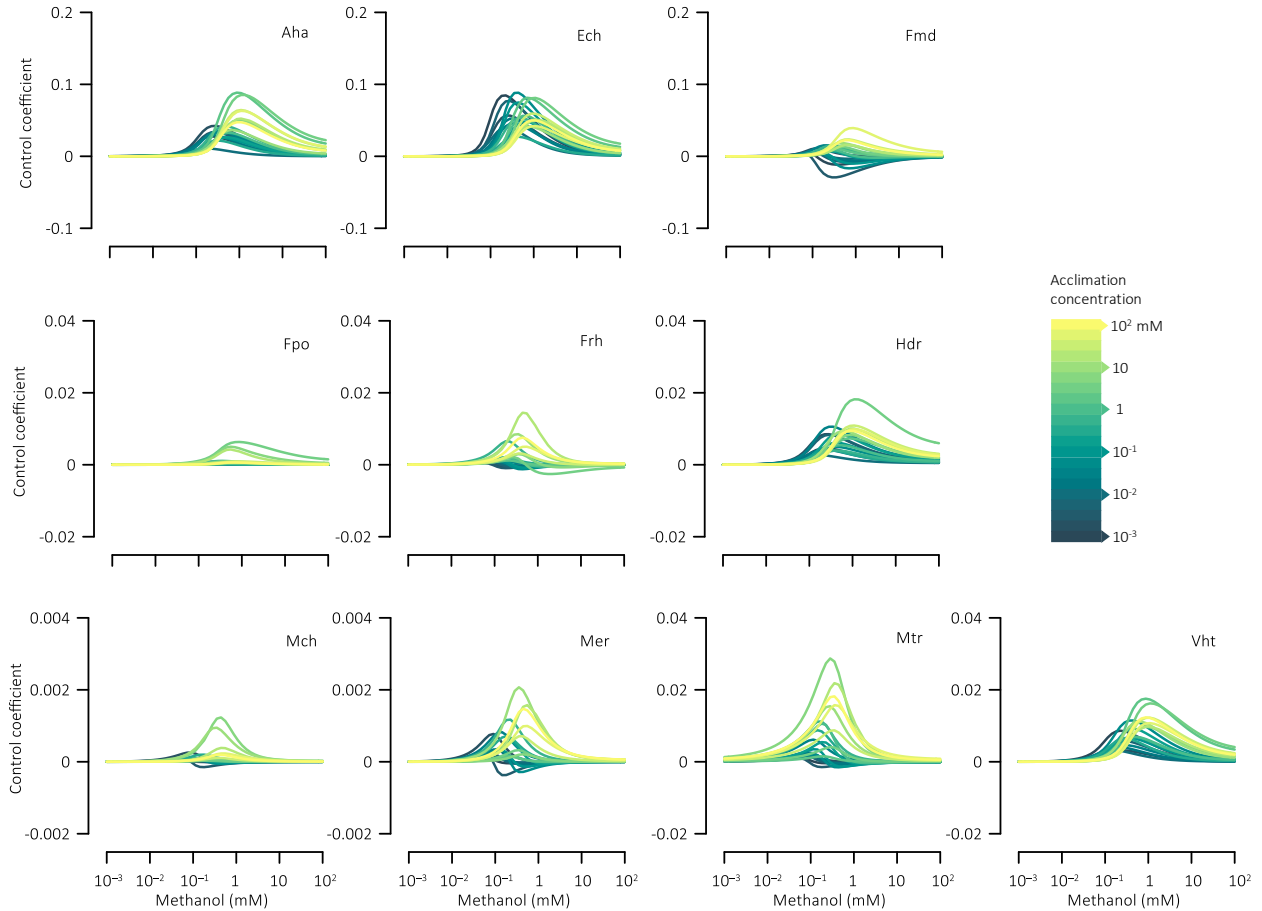 0.2
0.1
0
-0.1
Control coefficient
Aha
0.2
0.1
0
-0.1
Ech
0.2
0.1
0
-0.1
Fmd
Acclimation
concentration
10² mM
10
1
10⁻¹
10⁻²
10⁻³
0.04
0.02
0
-0.02
Control coefficient
Fpo
0.04
0.02
0
-0.02
Frh
0.04
0.02
0
-0.02
Hdr
0.004
0.002
0
-0.002
Control coefficient
Mch
10⁻³ 10⁻² 10⁻¹ 1 10 10²
Methanol (mM)
0.004
0.002
0
-0.002
Mer
10⁻³ 10⁻² 10⁻¹ 1 10 10²
Methanol (mM)
0.04
0.02
0
-0.02
Mtr
10⁻³ 10⁻² 10⁻¹ 1 10 10²
Methanol (mM)
0.04
0.02
0
-0.02
Vht
10⁻³ 10⁻² 10⁻¹ 1 10 10²
Methanol (mM)